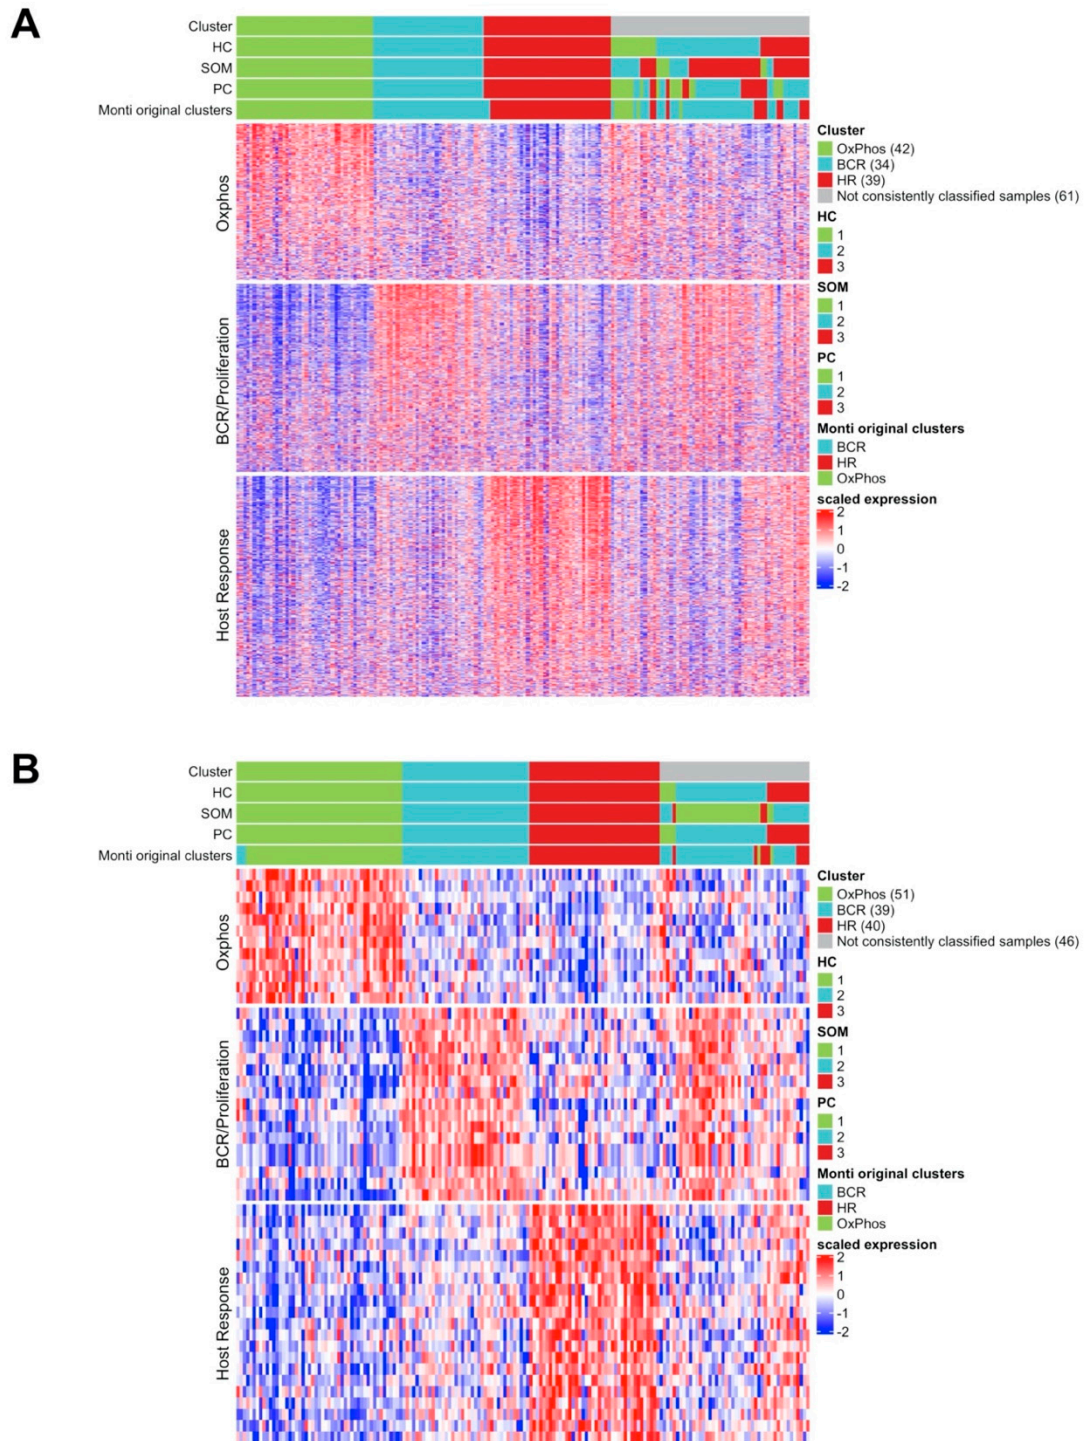 A
Cluster
HC
SOM
PC
Monti original clusters
Oxphos
BCR/Proliferation
Host Response
Cluster
OxPhos (42)
BCR (34)
HR (39)
Not consistently classified samples (61)
HC
1
2
3
SOM
1
2
3
PC
1
2
3
Monti original clusters
BCR
HR
OxPhos
scaled expression
2
1
0
-1
-2
B
Cluster
HC
SOM
PC
Monti original clusters
Oxphos
BCR/Proliferation
Host Response
Cluster
OxPhos (51)
BCR (39)
HR (40)
Not consistently classified samples (46)
HC
1
2
3
SOM
1
2
3
PC
1
2
3
Monti original clusters
BCR
HR
OxPhos
scaled expression
2
1
0
-1
-2